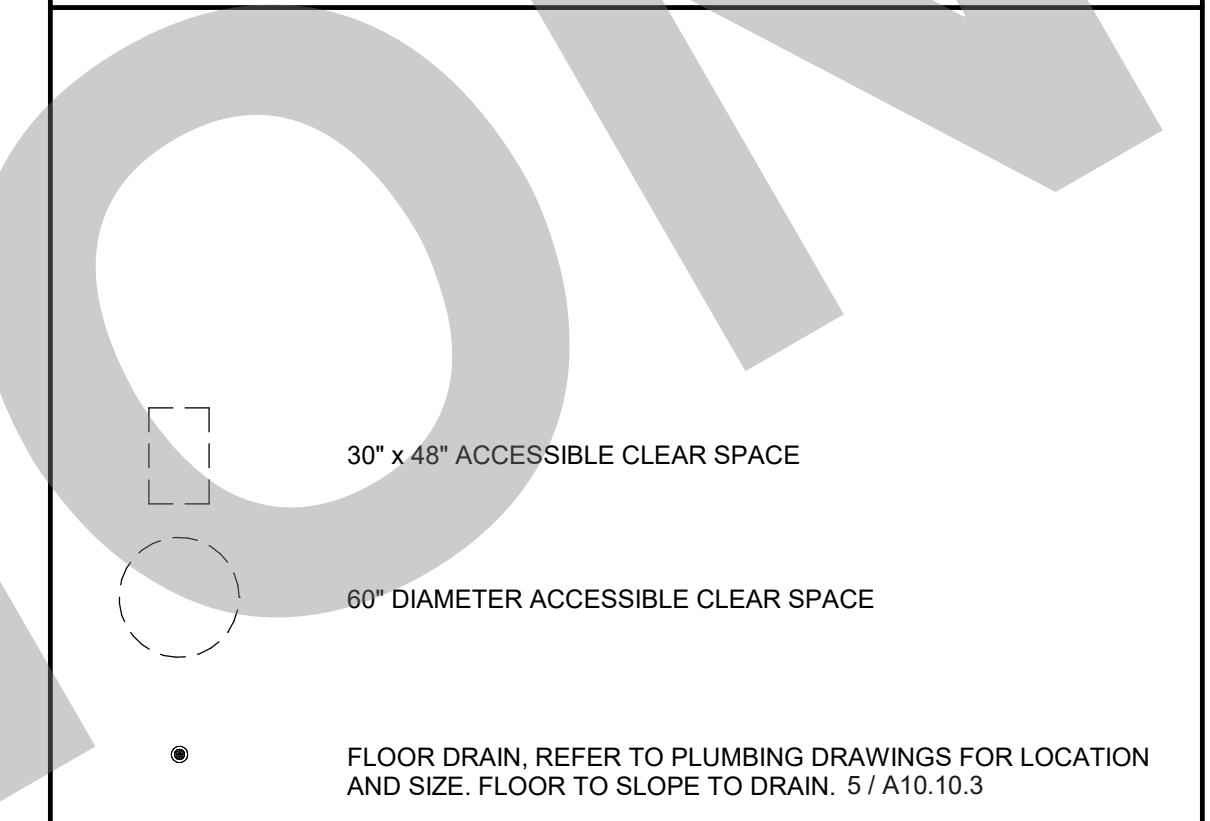 30" x 48" ACCESSIBLE CLEAR SPACE
60" DIAMETER ACCESSIBLE CLEAR SPACE
FLOOR DRAIN, REFER TO PLUMBING DRAWINGS FOR LOCATION
AND SIZE. FLOOR TO SLOPE TO DRAIN. 5 / A10.10.3